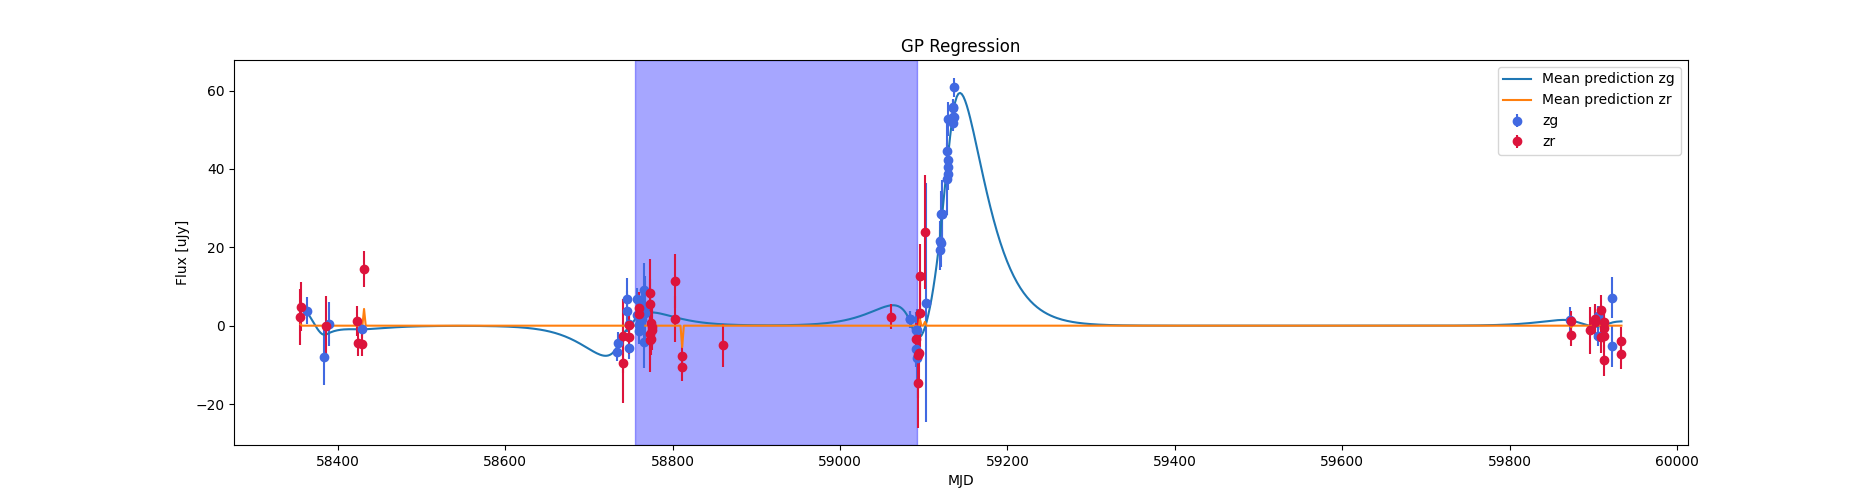 GP Regression
Flux [uJy]
60
40
20
0
−20
58400 58600 58800 59000 59200 59400 59600 59800 60000
MJD
Mean prediction zg
Mean prediction zr
zg
zr